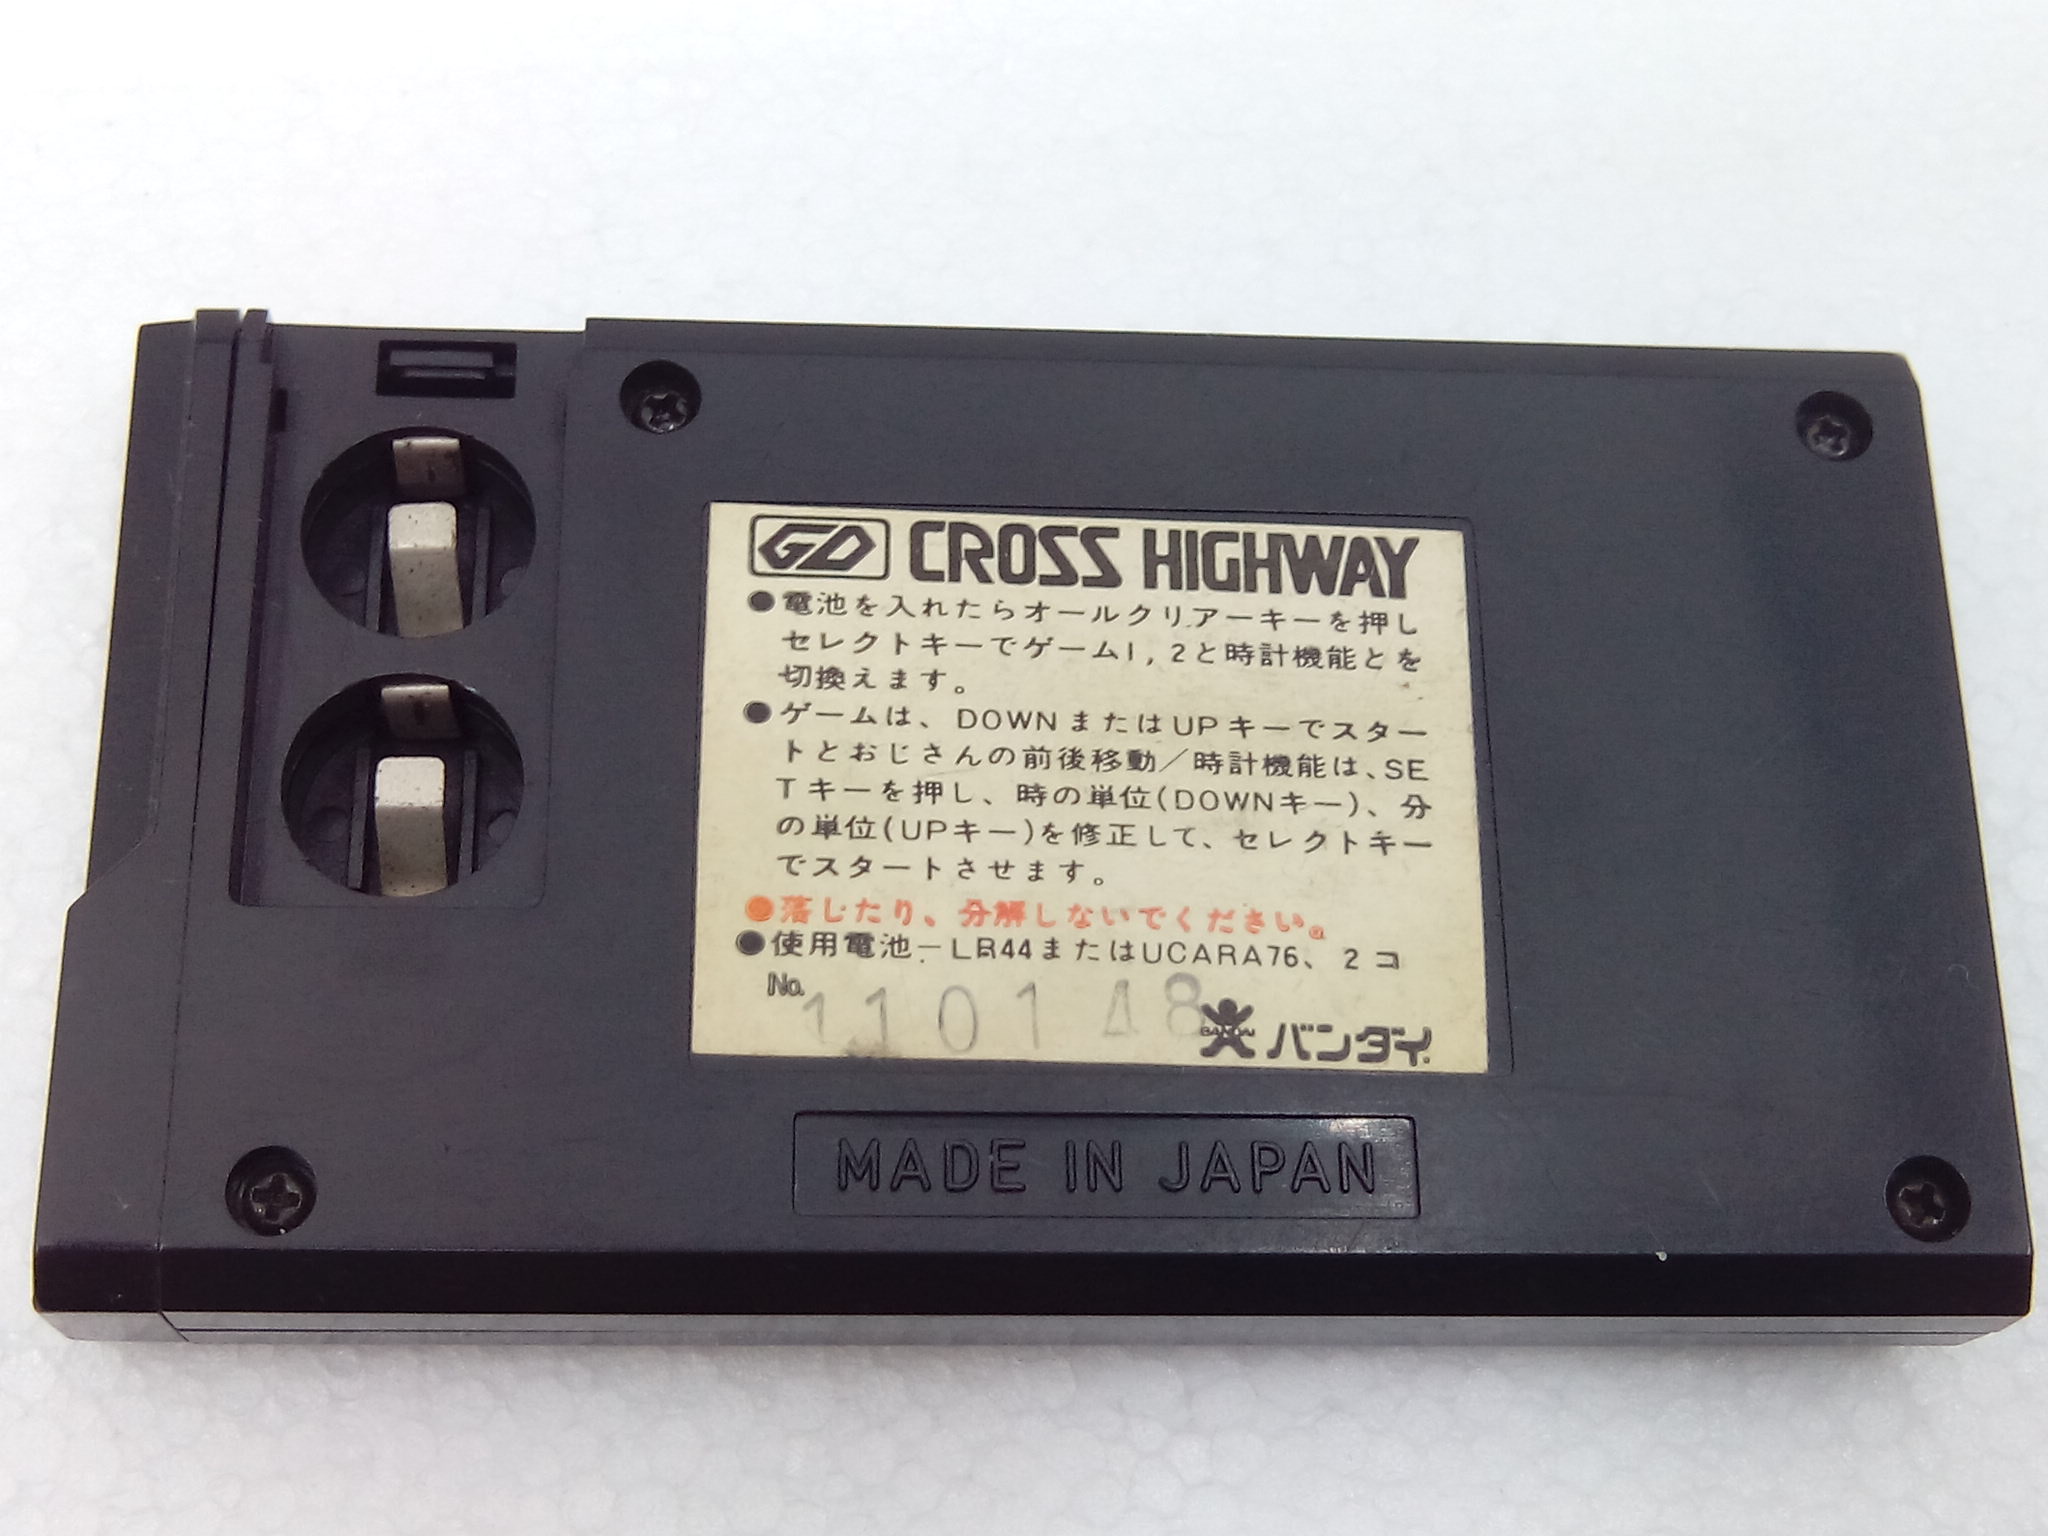 GD CROSS HIGHWAY
●電池を入れたらオールクリアーキーを押し
セレクトキーでゲーム1,2と時計機能とを
切換えます。
●ゲームは、DOWNまたはUPキーでスター
トとおじさんの前後移動/時計機能は、SE
Tキーを押し、時の単位(DOWNキー)、分
の単位(UPキー)を修正して、セレクトキー
でスタートさせます。
●落したり、分解しないでください。
●使用電池―LR44またはUCARA76、2コ
No. 110148
BANDAI バンダイ
MADE IN JAPAN